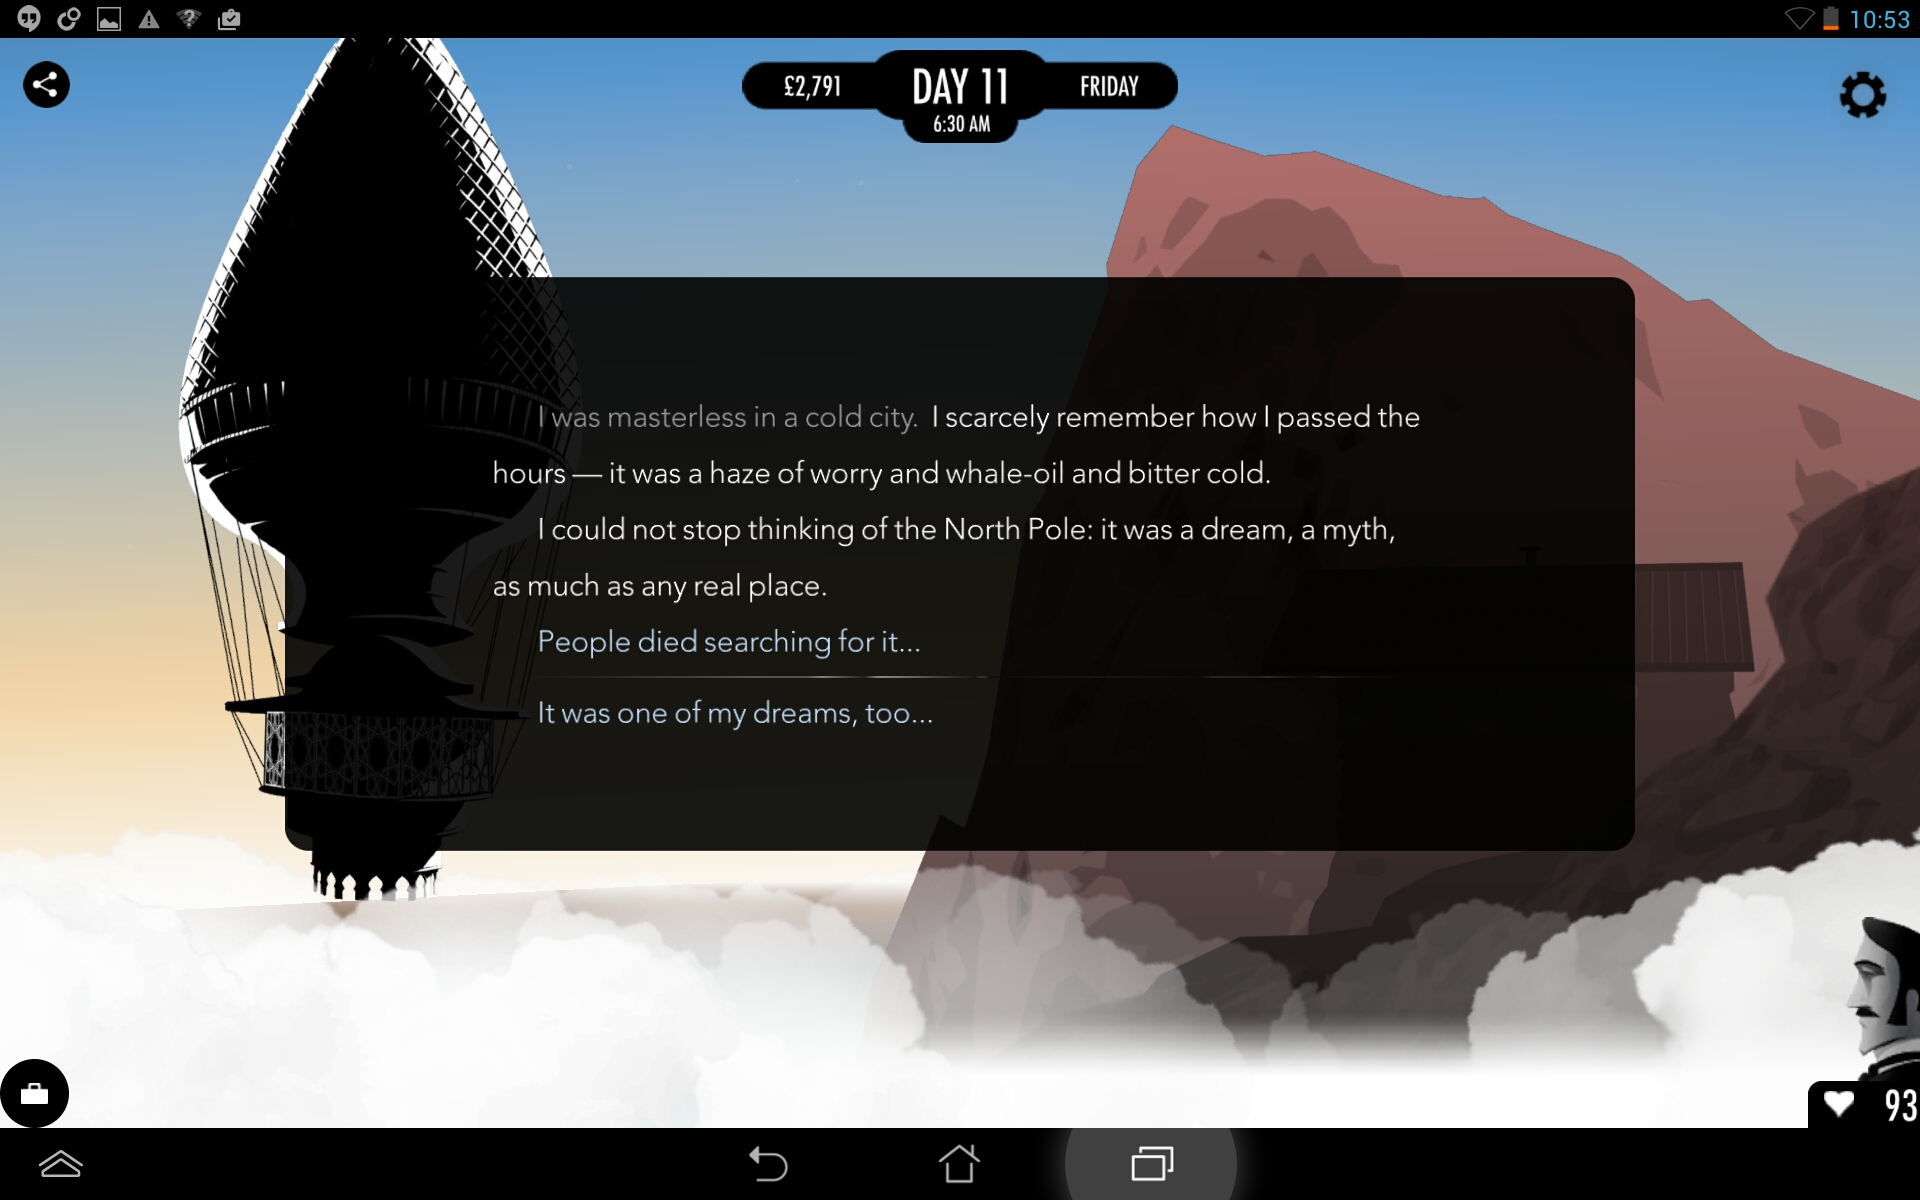 10:53
£2,791
DAY 11
FRIDAY
6:30 AM
I was masterless in a cold city. I scarcely remember how I passed the
hours — it was a haze of worry and whale-oil and bitter cold.
I could not stop thinking of the North Pole: it was a dream, a myth,
as much as any real place.
People died searching for it...
It was one of my dreams, too...
93